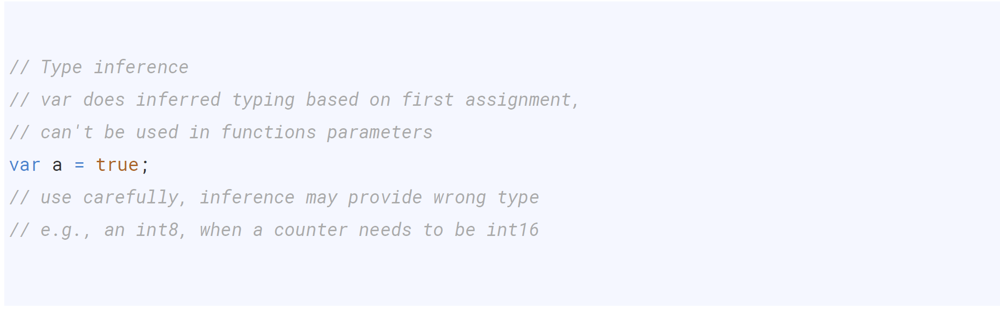 // Type inference
// var does inferred typing based on first assignment,
// can't be used in functions parameters
var a = true;
// use carefully, inference may provide wrong type
// e.g., an int8, when a counter needs to be int16